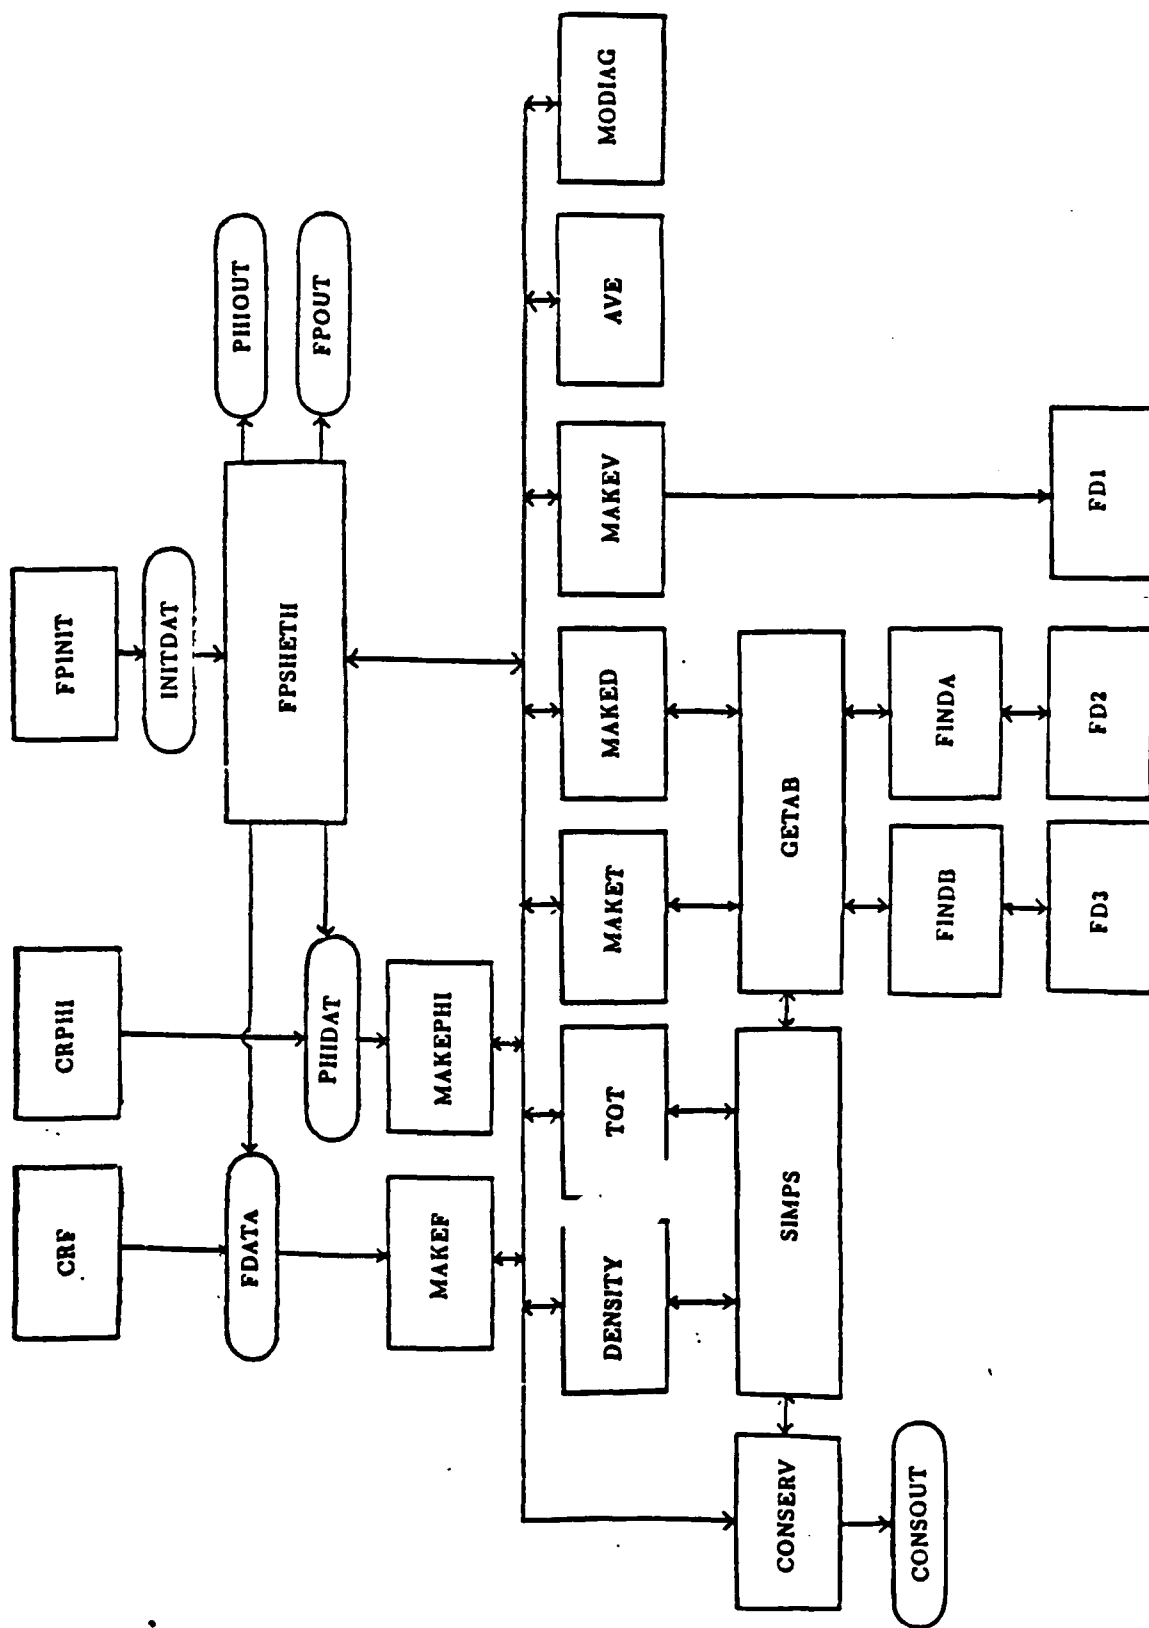 CRF
CRPHI
FPINIT
INITDAT
FDATA
PHIDAT
FPSHETH
PHIOUT
FPOUT
MAKEF
MAKEPHI
DENSITY
TOT
MAKET
MAKED
MAKEV
AVE
MODIAG
CONSERV
SIMPS
GETAB
CONSOUT
FINDB
FINDA
FD3
FD2
FD1